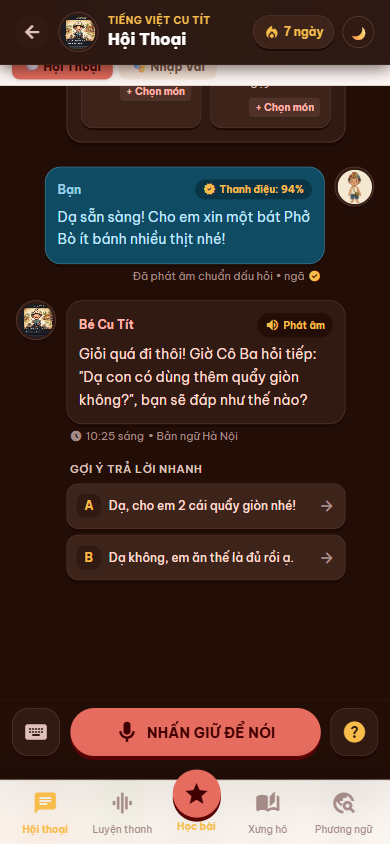 TIẾNG VIỆT CU TÍT
Hội Thoại
7 ngày
Hội Thoại
Nhập Vai
+ Chọn món
+ Chọn món
Bạn
Thanh điệu: 94%
Dạ sẵn sàng! Cho em xin một bát Phở
Bò ít bánh nhiều thịt nhé!
Đã phát âm chuẩn dấu hỏi • ngã
Bé Cu Tít
Phát âm
Giỏi quá đi thôi! Giờ Cô Ba hỏi tiếp:
"Dạ con có dùng thêm quẩy giòn
không?", bạn sẽ đáp như thế nào?
10:25 sáng • Bản ngữ Hà Nội
GỢI Ý TRẢ LỜI NHANH
A Dạ, cho em 2 cái quẩy giòn nhé!
B Dạ không, em ăn thế là đủ rồi ạ.
NHẤN GIỮ ĐỂ NÓI
?
Hội thoại
Luyện thanh
Học bài
Xưng hô
Phương ngữ